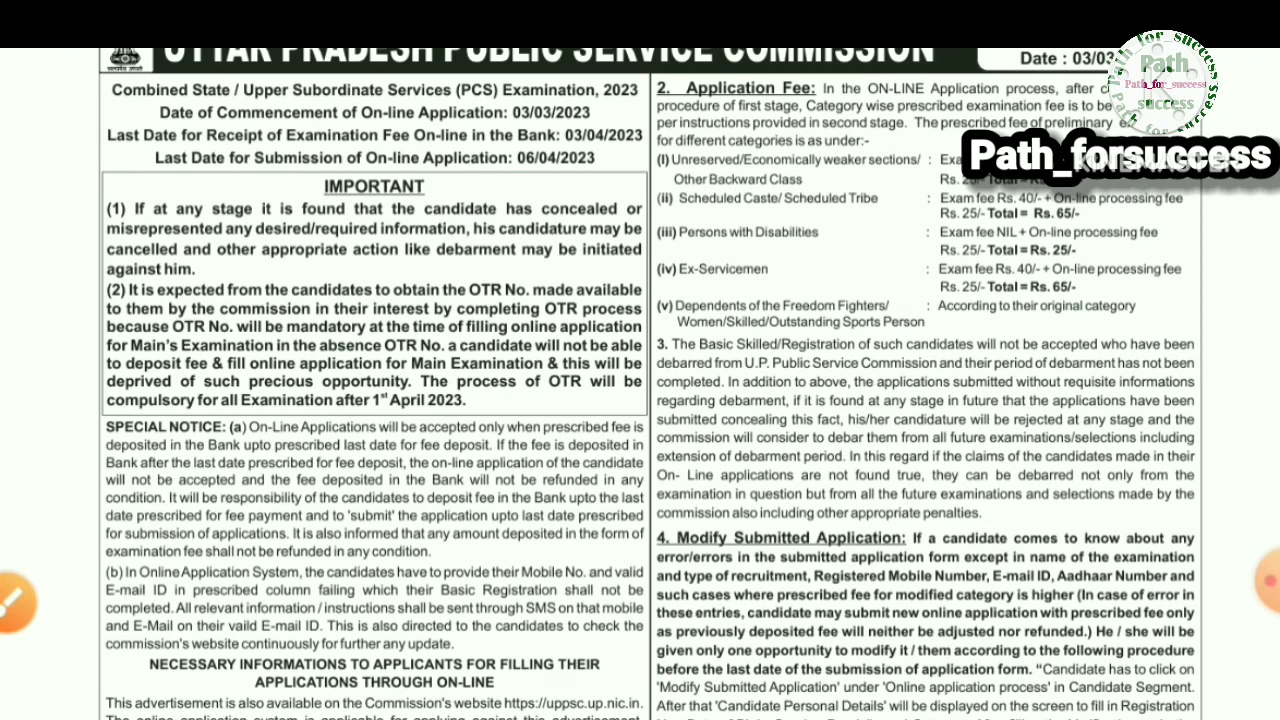 UTTAR PRADESH PUBLIC SERVICE COMMISSION
Date : 03/03
Path for success
Path
Path_for_success
success
Path_forsuccess
Combined State / Upper Subordinate Services (PCS) Examination, 2023
Date of Commencement of On-line Application: 03/03/2023
Last Date for Receipt of Examination Fee On-line in the Bank: 03/04/2023
Last Date for Submission of On-line Application: 06/04/2023
IMPORTANT
(1) If at any stage it is found that the candidate has concealed or
misrepresented any desired/required information, his candidature may be
cancelled and other appropriate action like debarment may be initiated
against him.
(2) It is expected from the candidates to obtain the OTR No. made available
to them by the commission in their interest by completing OTR process
because OTR No. will be mandatory at the time of filling online application
for Main's Examination in the absence OTR No. a candidate will not be able
to deposit fee & fill online application for Main Examination & this will be
deprived of such precious opportunity. The process of OTR will be
compulsory for all Examination after 1st April 2023.
SPECIAL NOTICE: (a) On-Line Applications will be accepted only when prescribed fee is
deposited in the Bank upto prescribed last date for fee deposit. If the fee is deposited in
Bank after the last date prescribed for fee deposit, the on-line application of the candidate
will not be accepted and the fee deposited in the Bank will not be refunded in any
condition. It will be responsibility of the candidates to deposit fee in the Bank upto the last
date prescribed for fee payment and to 'submit' the application upto last date prescribed
for submission of applications. It is also informed that any amount deposited in the form of
examination fee shall not be refunded in any condition.
(b) In Online Application System, the candidates have to provide their Mobile No. and valid
E-mail ID in prescribed column failing which their Basic Registration shall not be
completed. All relevant information / instructions shall be sent through SMS on that mobile
and E-Mail on their vaild E-mail ID. This is also directed to the candidates to check the
commission's website continuously for further any update.
NECESSARY INFORMATIONS TO APPLICANTS FOR FILLING THEIR
APPLICATIONS THROUGH ON-LINE
This advertisement is also available on the Commission's website https://uppsc.up.nic.in.
The online application system is applicable for applying against this advertisement.
2. Application Fee: In the ON-LINE Application process, after
procedure of first stage, Category wise prescribed examination fee is to be
per instructions provided in second stage. The prescribed fee of preliminary
for different categories is as under:-
(I) Unreserved/Economically weaker sections/ :
Other Backward Class Rs. 25/- Total =
(ii) Scheduled Caste/ Scheduled Tribe : Exam fee Rs. 40/- + On-line processing fee
Rs. 25/- Total = Rs. 65/-
(iii) Persons with Disabilities : Exam fee NIL + On-line processing fee
Rs. 25/- Total = Rs. 25/-
(iv) Ex-Servicemen : Exam fee Rs. 40/- + On-line processing fee
Rs. 25/- Total = Rs. 65/-
(v) Dependents of the Freedom Fighters/ : According to their original category
Women/Skilled/Outstanding Sports Person
3. The Basic Skilled/Registration of such candidates will not be accepted who have been
debarred from U.P. Public Service Commission and their period of debarment has not been
completed. In addition to above, the applications submitted without requisite informations
regarding debarment, if it is found at any stage in future that the applications have been
submitted concealing this fact, his/her candidature will be rejected at any stage and the
commission will consider to debar them from all future examinations/selections including
extension of debarment period. In this regard if the claims of the candidates made in their
On- Line applications are not found true, they can be debarred not only from the
examination in question but from all the future examinations and selections made by the
commission also including other appropriate penalties.
4. Modify Submitted Application: If a candidate comes to know about any
error/errors in the submitted application form except in name of the examination
and type of recruitment, Registered Mobile Number, E-mail ID, Aadhaar Number and
such cases where prescribed fee for modified category is higher (In case of error in
these entries, candidate may submit new online application with prescribed fee only
as previously deposited fee will neither be adjusted nor refunded.) He / she will be
given only one opportunity to modify it / them according to the following procedure
before the last date of the submission of application form. "Candidate has to click on
'Modify Submitted Application' under 'Online application process' in Candidate Segment.
After that 'Candidate Personal Details' will be displayed on the screen to fill in Registration